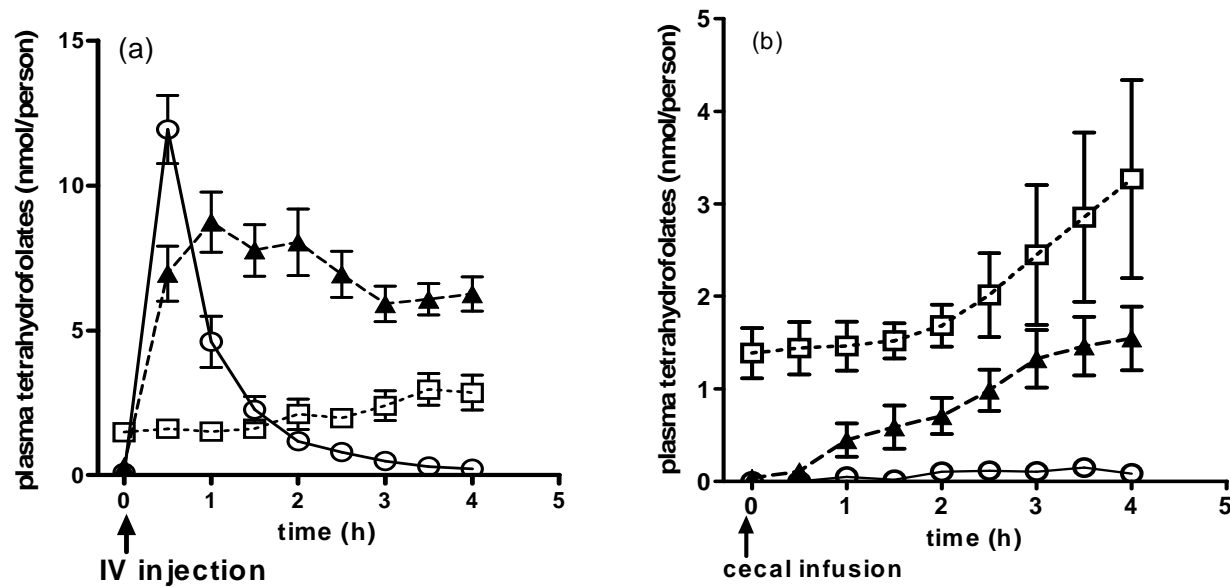 (a)
plasma tetrahydrofolates (nmol/person)
15
10
5
0
0 1 2 3 4 5
time (h)
IV injection
(b)
plasma tetrahydrofolates (nmol/person)
5
4
3
2
1
0
0 1 2 3 4 5
time (h)
cecal infusion